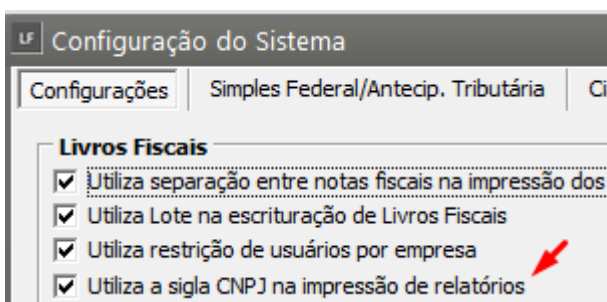 LF Configuração do Sistema
Configurações Simples Federal/Antecip. Tributária Ci
Livros Fiscais
Utiliza separação entre notas fiscais na impressão dos
Utiliza Lote na escrituração de Livros Fiscais
Utiliza restrição de usuários por empresa
Utiliza a sigla CNPJ na impressão de relatórios